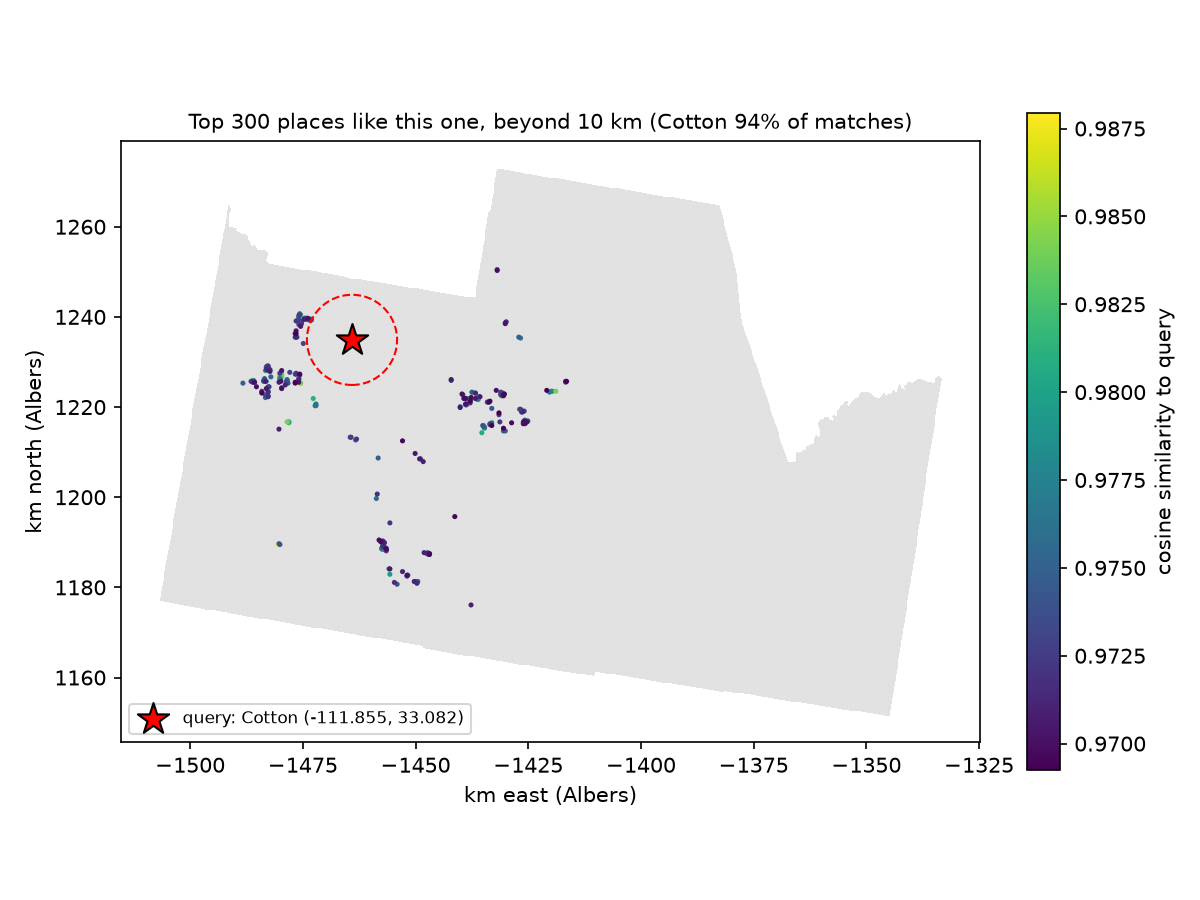 Top 300 places like this one, beyond 10 km (Cotton 94% of matches)
km north (Albers)
1260
1240
1220
1200
1180
1160
query: Cotton (-111.855, 33.082)
−1500 −1475 −1450 −1425 −1400 −1375 −1350 −1325
km east (Albers)
0.9875
0.9850
0.9825
0.9800
0.9775
0.9750
0.9725
0.9700
cosine similarity to query